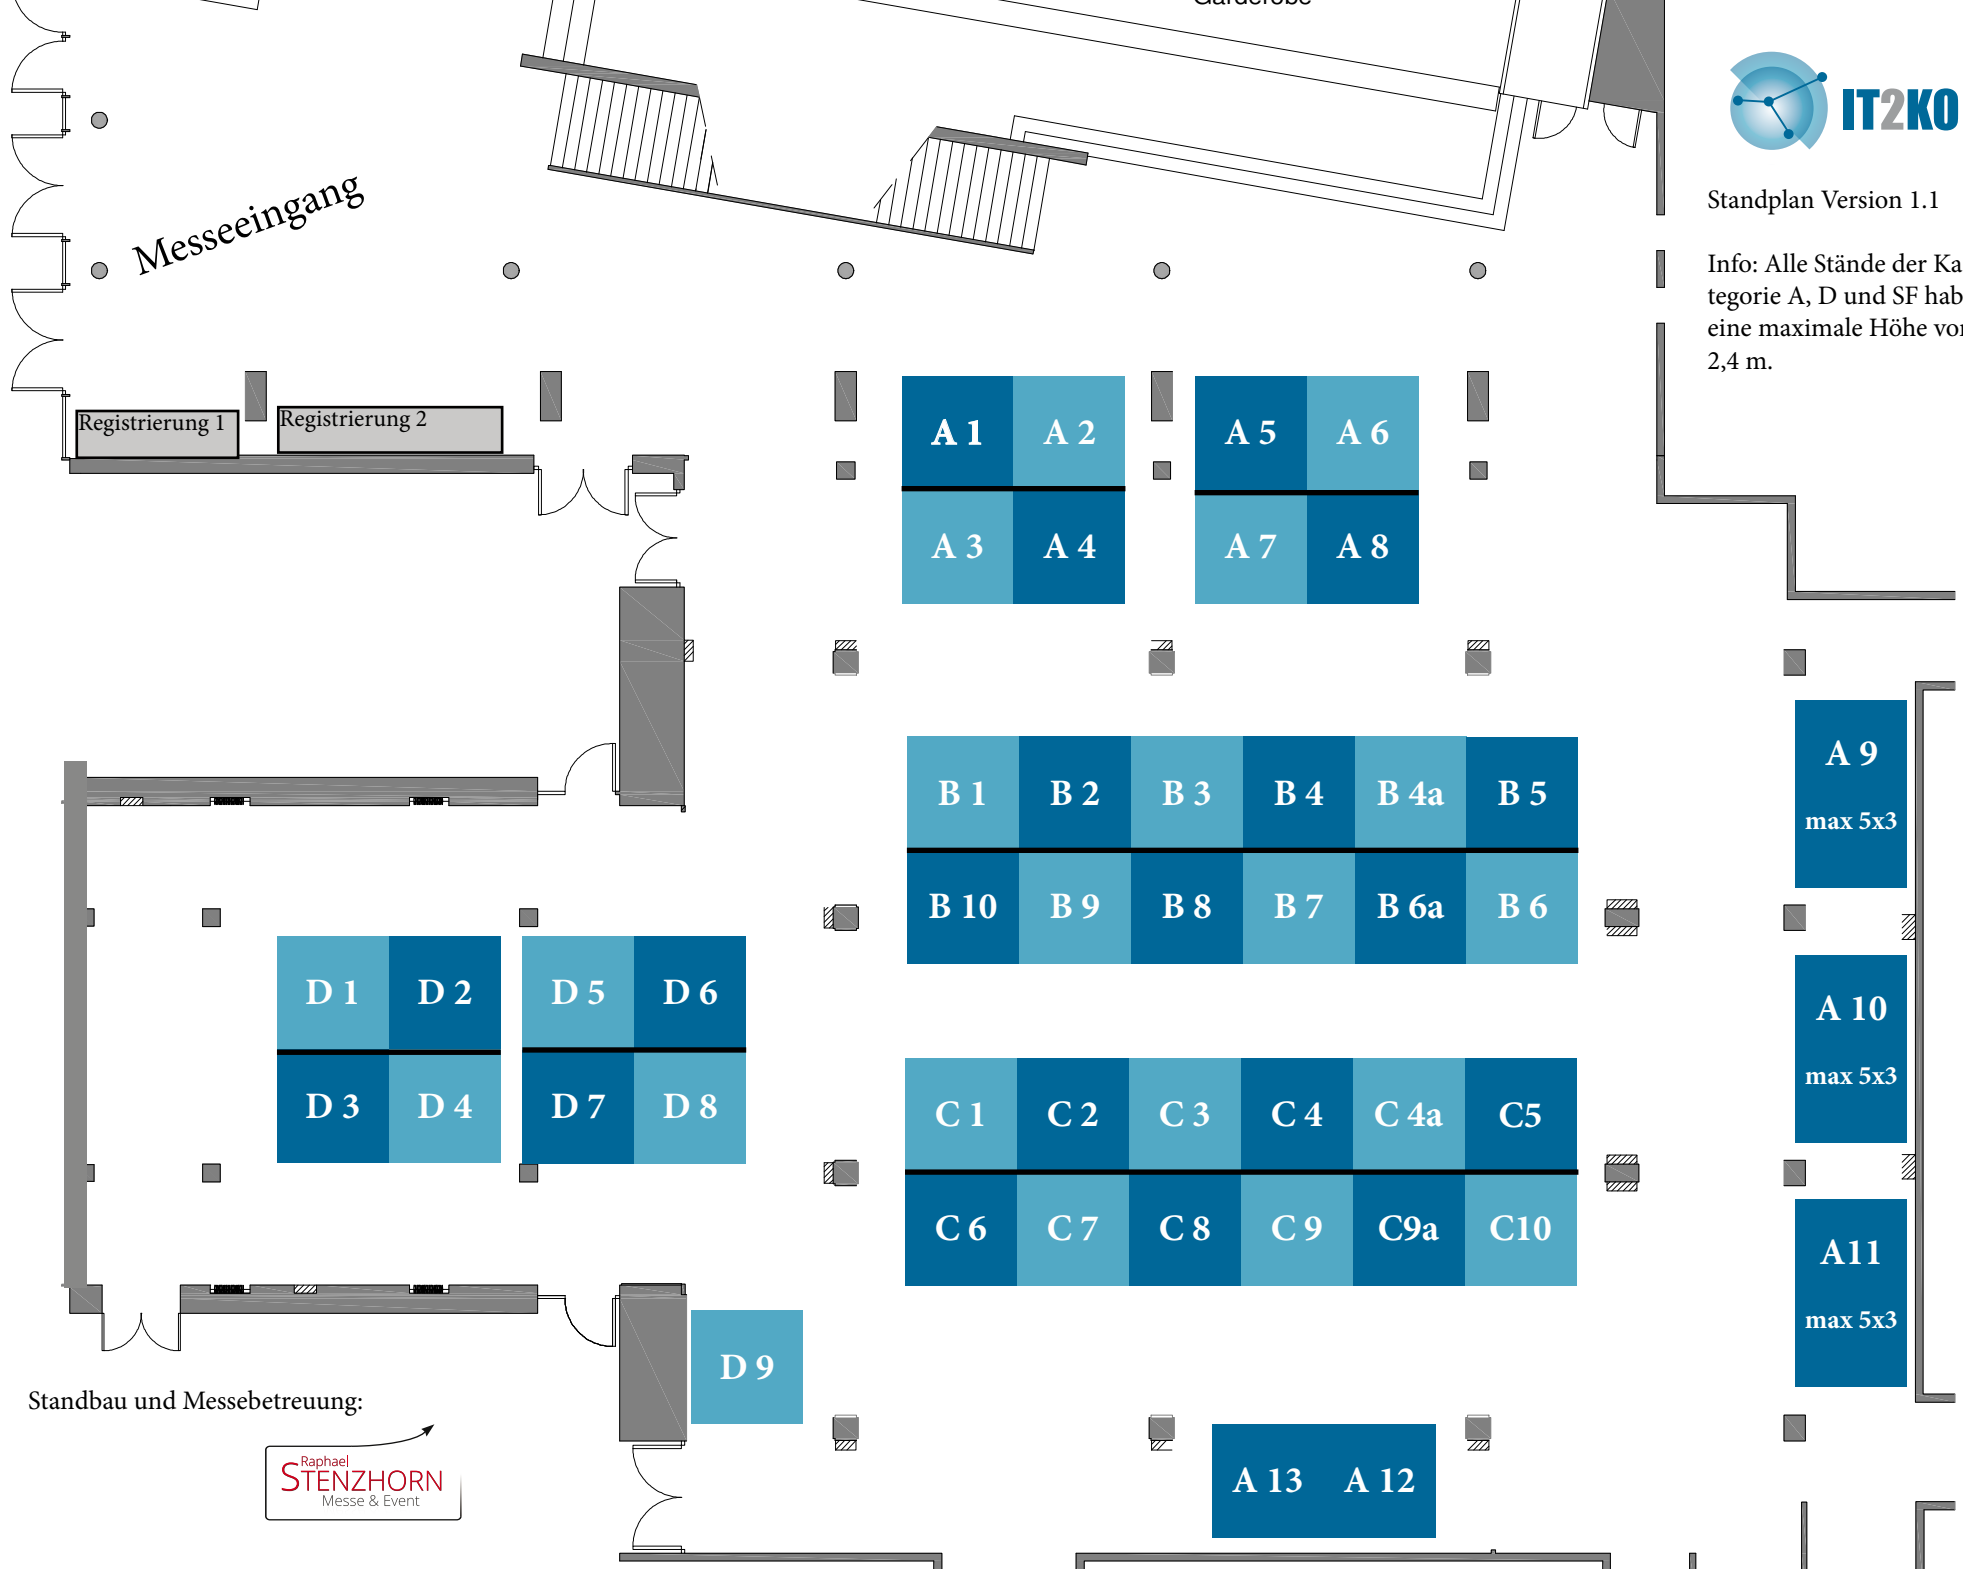 Garderobe
IT2KO
Standplan Version 1.1
Info: Alle Stände der Ka
tegorie A, D und SF hab
eine maximale Höhe vor
2,4 m.
Messeeingang
Registrierung 1
Registrierung 2
A 1 A 2 A 5 A 6
A 3 A 4 A 7 A 8
B 1 B 2 B 3 B 4 B 4a B 5
B 10 B 9 B 8 B 7 B 6a B 6
A 9
max 5x3
D 1 D 2 D 5 D 6
D 3 D 4 D 7 D 8
A 10
max 5x3
C 1 C 2 C 3 C 4 C 4a C5
C 6 C 7 C 8 C 9 C9a C10
A11
max 5x3
D 9
A 13 A 12
Standbau und Messebetreuung:
Raphael
STENZHORN
Messe & Event